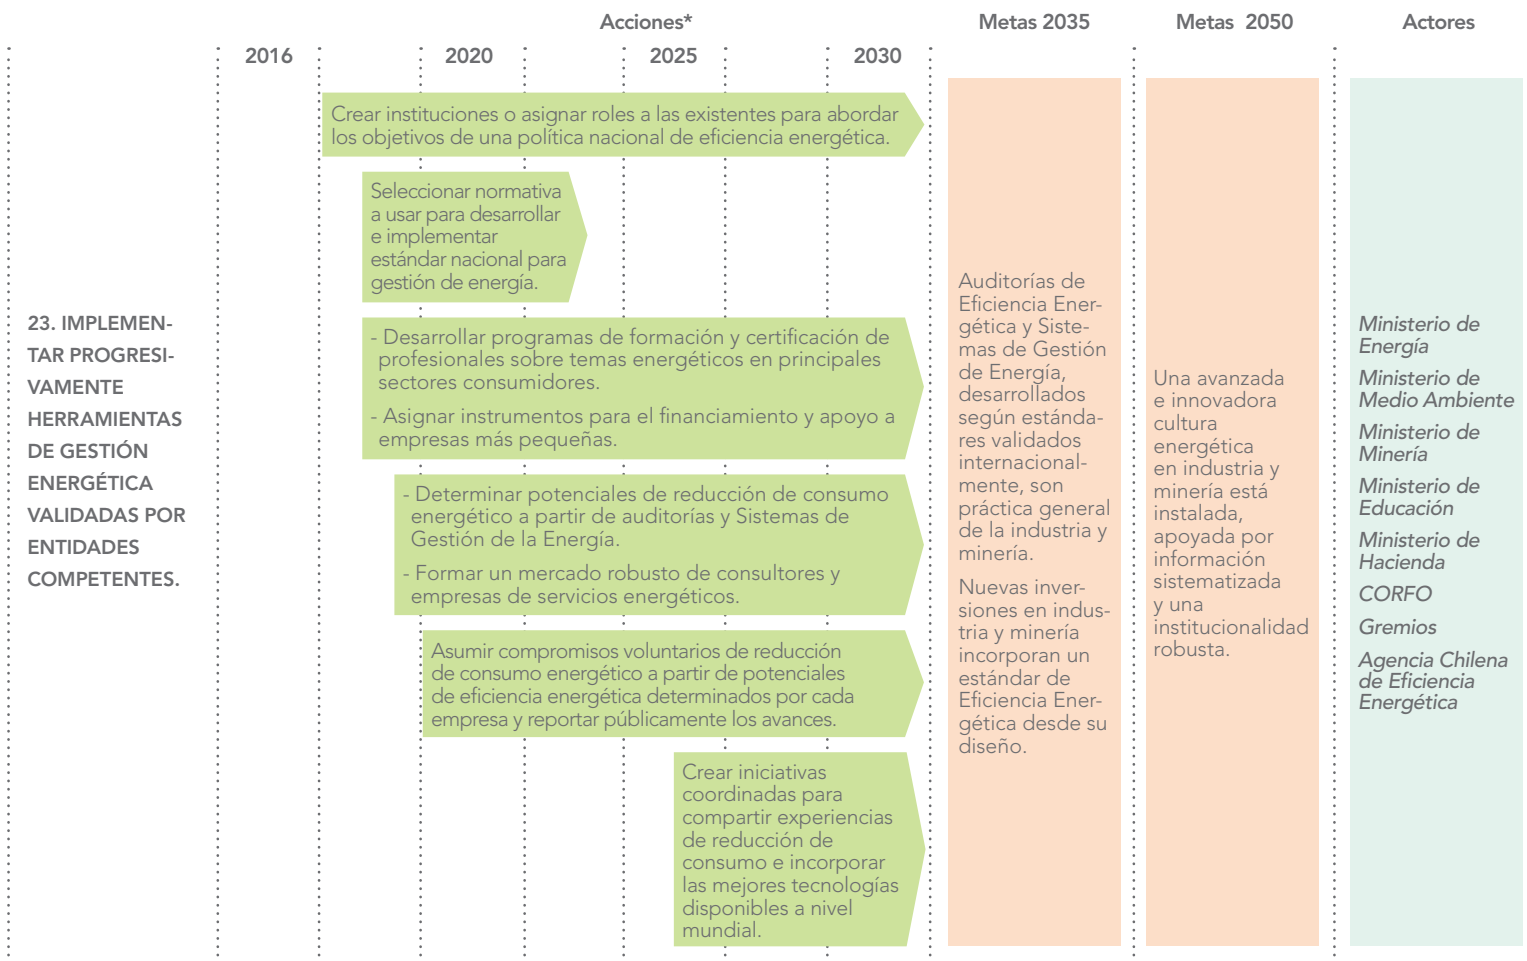 Acciones*
Metas 2035
Metas 2050
Actores
2016
2020
2025
2030
23. IMPLEMEN-
TAR PROGRESI-
VAMENTE
HERRAMIENTAS
DE GESTIÓN
ENERGÉTICA
VALIDADAS POR
ENTIDADES
COMPETENTES.
Crear instituciones o asignar roles a las existentes para abordar
los objetivos de una política nacional de eficiencia energética.
Seleccionar normativa
a usar para desarrollar
e implementar
estándar nacional para
gestión de energía.
- Desarrollar programas de formación y certificación de
profesionales sobre temas energéticos en principales
sectores consumidores.
- Asignar instrumentos para el financiamiento y apoyo a
empresas más pequeñas.
- Determinar potenciales de reducción de consumo
energético a partir de auditorías y Sistemas de
Gestión de la Energía.
- Formar un mercado robusto de consultores y
empresas de servicios energéticos.
Asumir compromisos voluntarios de reducción
de consumo energético a partir de potenciales
de eficiencia energética determinados por cada
empresa y reportar públicamente los avances.
Crear iniciativas
coordinadas para
compartir experiencias
de reducción de
consumo e incorporar
las mejores tecnologías
disponibles a nivel
mundial.
Auditorías de
Eficiencia Ener-
gética y Siste-
mas de Gestión
de Energía,
desarrollados
según estánda-
res validados
internacional-
mente, son
práctica general
de la industria y
minería.
Nuevas inver-
siones en indus-
tria y minería
incorporan un
estándar de
Eficiencia Ener-
gética desde su
diseño.
Una avanzada
e innovadora
cultura
energética
en industria y
minería está
instalada,
apoyada por
información
sistematizada
y una
institucionalidad
robusta.
Ministerio de
Energía
Ministerio de
Medio Ambiente
Ministerio de
Minería
Ministerio de
Educación
Ministerio de
Hacienda
CORFO
Gremios
Agencia Chilena
de Eficiencia
Energética